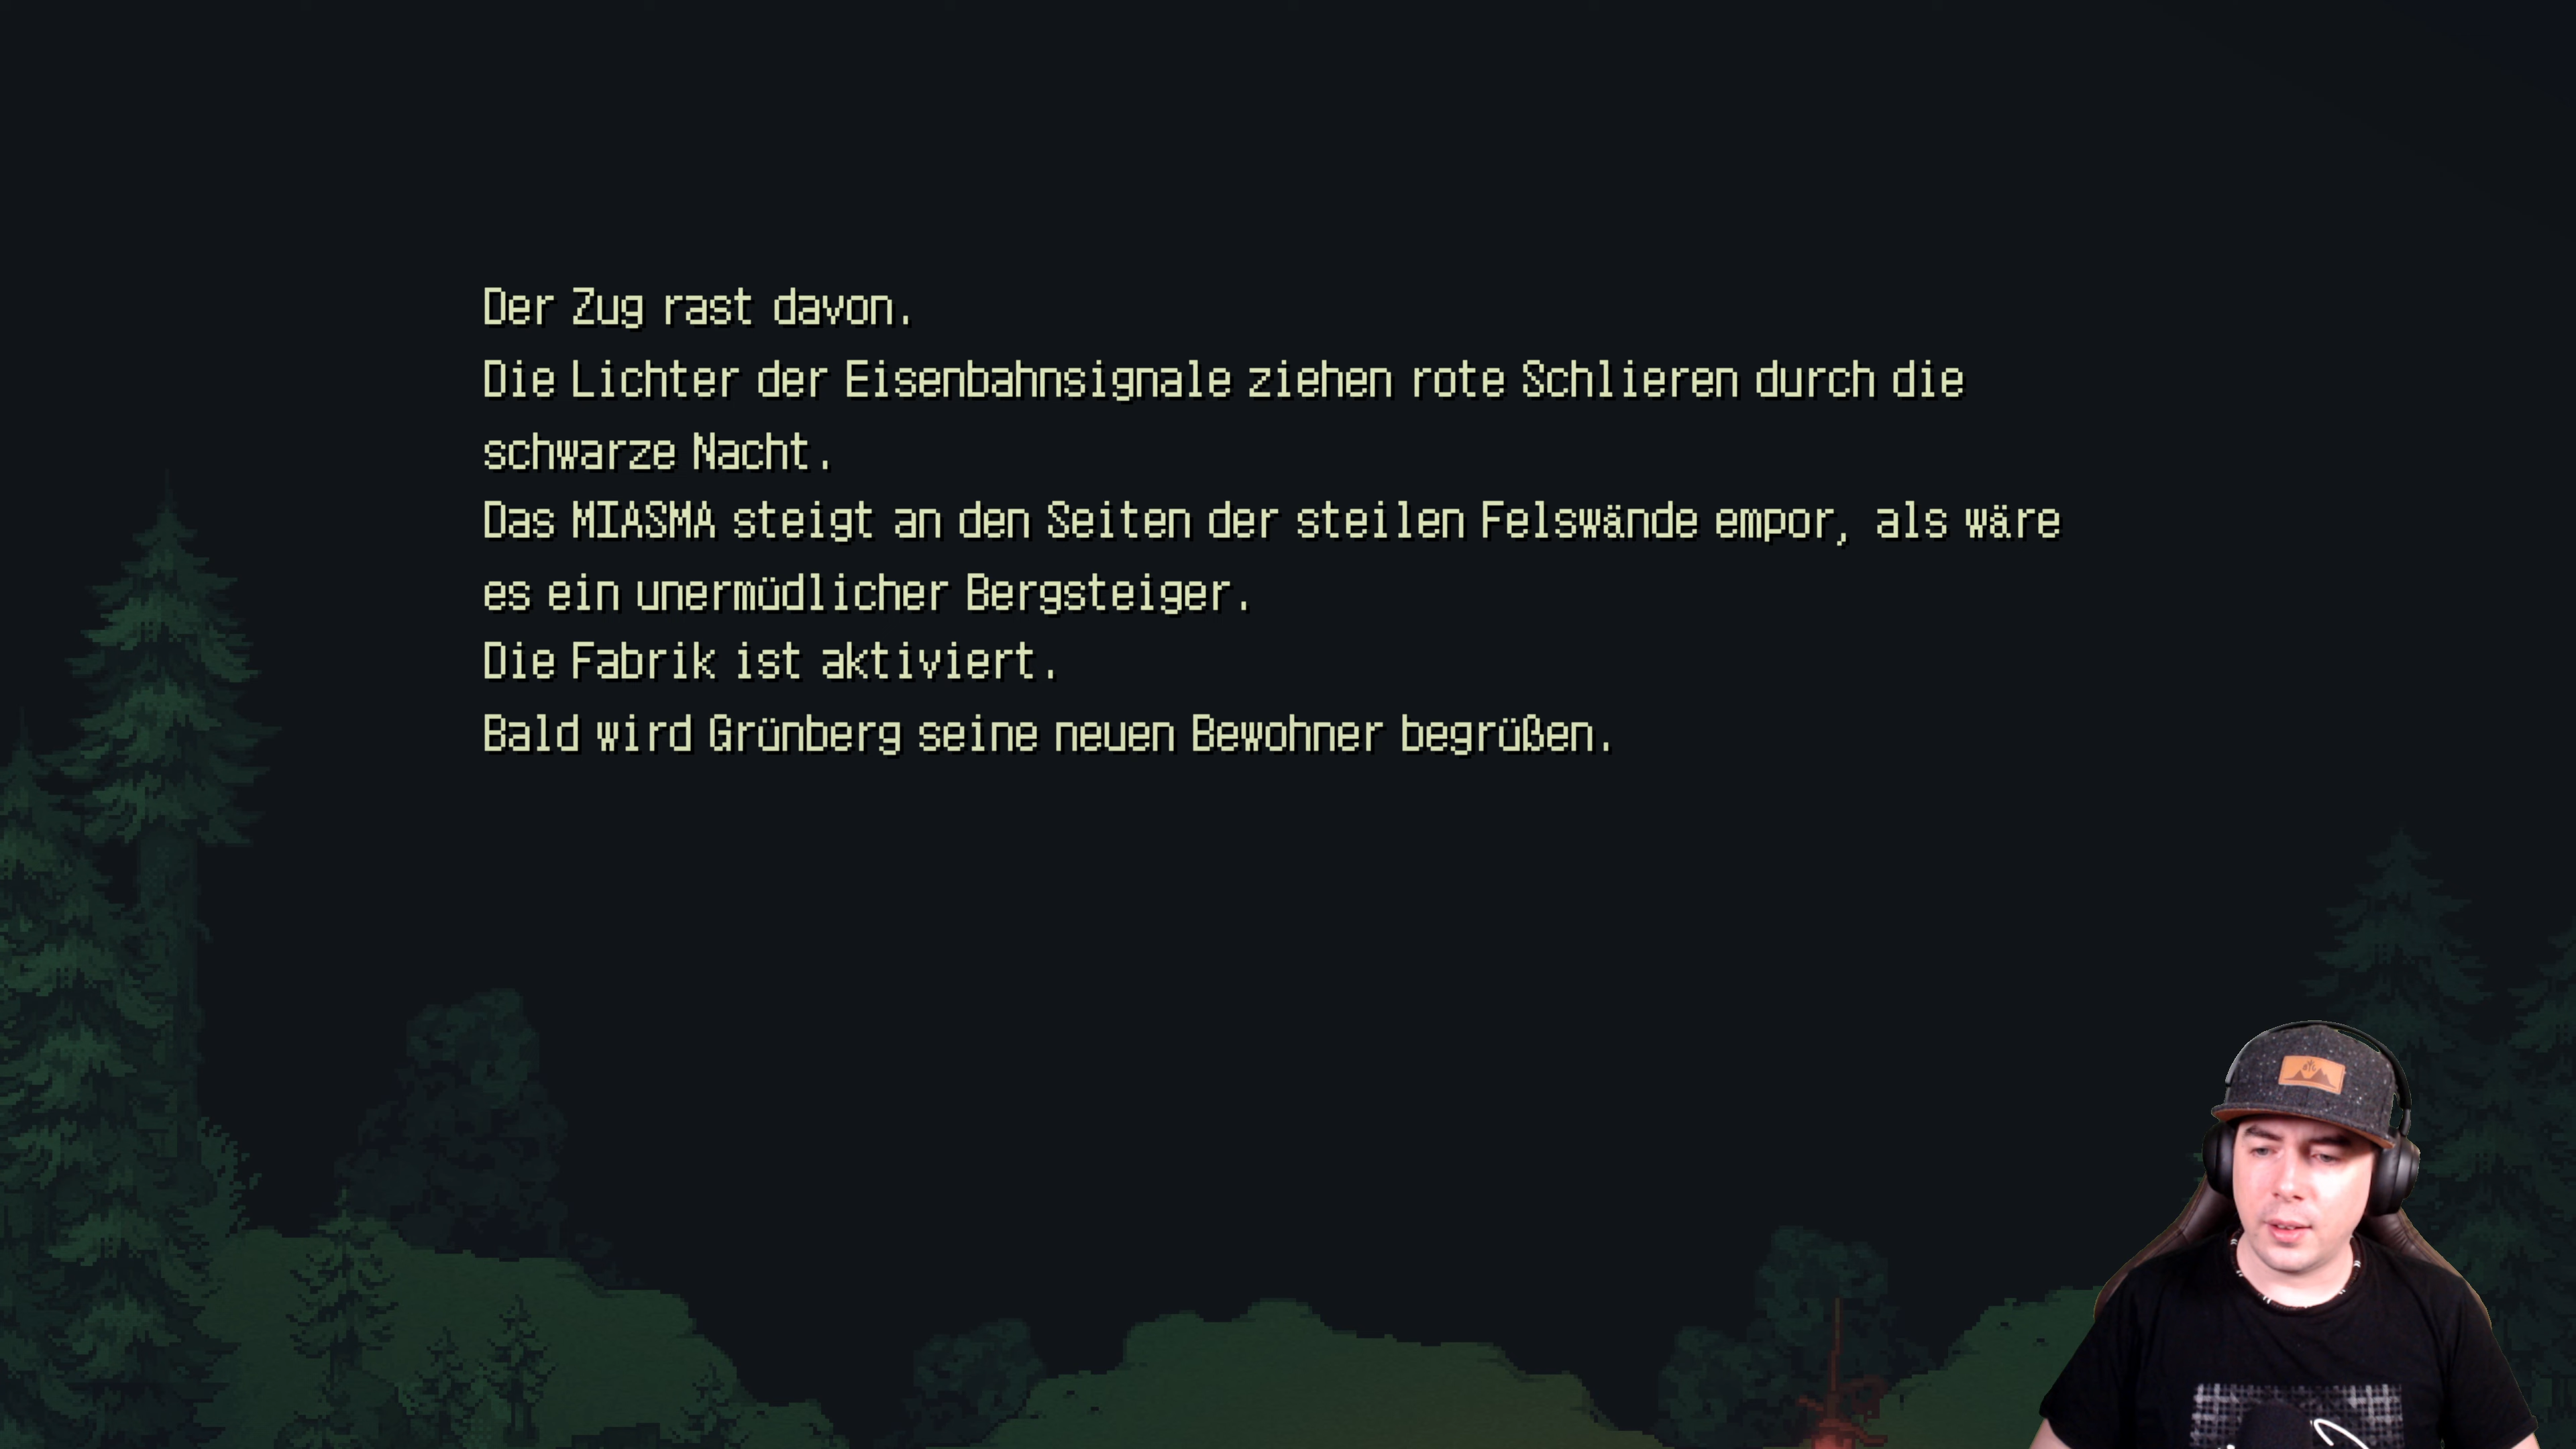 Der Zug rast davon.
Die Lichter der Eisenbahnsignale ziehen rote Schlieren durch die
schwarze Nacht.
Das MIASMA steigt an den Seiten der steilen Felswände empor, als wäre
es ein unermüdlicher Bergsteiger.
Die Fabrik ist aktiviert.
Bald wird Grünberg seine neuen Bewohner begrüßen.